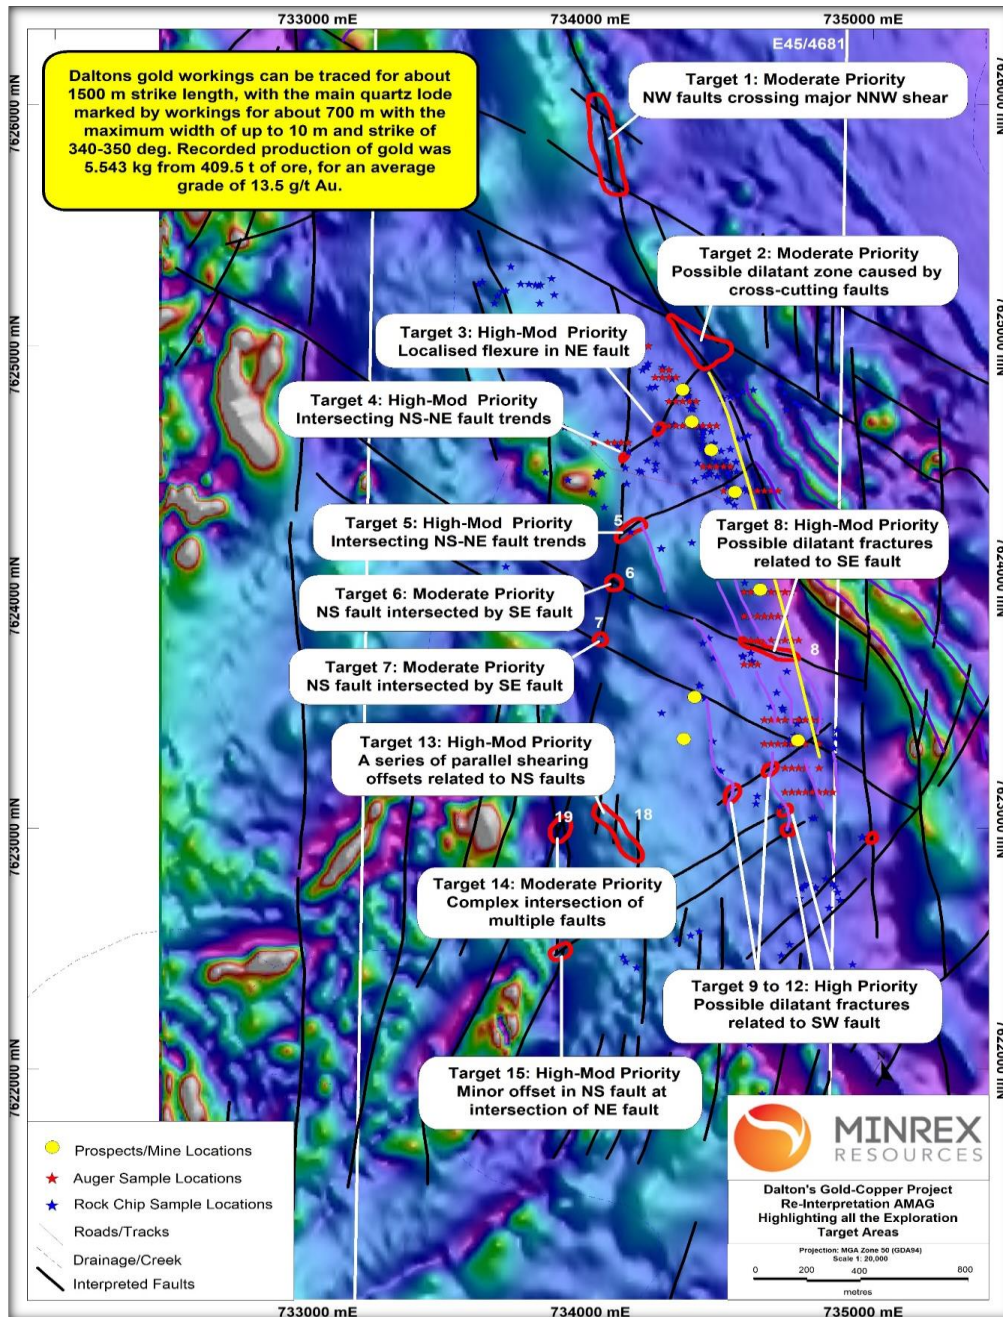 733000 mE
734000 mE
735000 mE
E45/4681
Daltons gold workings can be traced for about
1500 m strike length, with the main quartz lode
marked by workings for about 700 m with the
maximum width of up to 10 m and strike of
340-350 deg. Recorded production of gold was
5.543 kg from 409.5 t of ore, for an average
grade of 13.5 g/t Au.
Target 1: Moderate Priority
NW faults crossing major NNW shear
7626000 mN
7626000 mN
Target 2: Moderate Priority
Possible dilatant zone caused by
cross-cutting faults
Target 3: High-Mod Priority
Localised flexure in NE fault
7625000 mN
7625000 mN
Target 4: High-Mod Priority
Intersecting NS-NE fault trends
Target 5: High-Mod Priority
Intersecting NS-NE fault trends
5
Target 8: High-Mod Priority
Possible dilatant fractures
related to SE fault
7624000 mN
7624000 mN
Target 6: Moderate Priority
NS fault intersected by SE fault
6
7
8
Target 7: Moderate Priority
NS fault intersected by SE fault
Target 13: High-Mod Priority
A series of parallel shearing
offsets related to NS faults
19
18
7623000 mN
7623000 mN
Target 14: Moderate Priority
Complex intersection of
multiple faults
Target 9 to 12: High Priority
Possible dilatant fractures
related to SW fault
7622000 mN
7622000 mN
Target 15: High-Mod Priority
Minor offset in NS fault at
intersection of NE fault
Prospects/Mine Locations
Auger Sample Locations
Rock Chip Sample Locations
Roads/Tracks
Drainage/Creek
Interpreted Faults
MINREX
RESOURCES
Dalton's Gold-Copper Project
Re-Interpretation AMAG
Highlighting all the Exploration
Target Areas
Projection: MGA Zone 50 (GDA94)
Scale 1: 20,000
0 200 400 800
metres
733000 mE
734000 mE
735000 mE